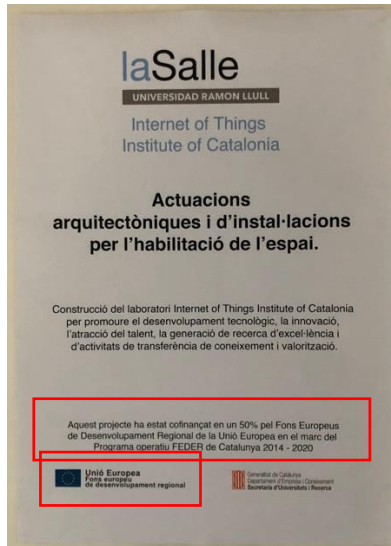 laSalle
UNIVERSIDAD RAMON LLULL
Internet of Things
Institute of Catalonia
Actuacions
arquitectòniques i d'instal·lacions
per l'habilitació de l'espai.
Construcció del laboratori Internet of Things Institute of Catalonia
per promoure el desenvolupament tecnològic, la innovació,
l'atracció del talent, la generació de recerca d'excel·lència i
d'activitats de transferència de coneixement i valorització.
Aquest projecte ha estat cofinançat en un 50% pel Fons Europeus
de Desenvolupament Regional de la Unió Europea en el marc del
Programa operatiu FEDER de Catalunya 2014 - 2020
Unió Europea
Fons europeu
de desenvolupament regional
Generalitat de Catalunya
Departament d'Empresa i Coneixement
Secretaria d'Universitats i Recerca